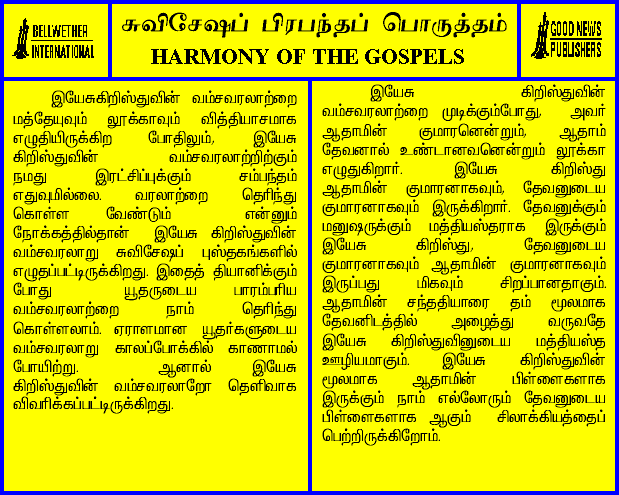 BELLWETHER
INTERNATIONAL
சுவிசேஷப் பிரபந்தப் பொருத்தம்
HARMONY OF THE GOSPELS
GOOD NEWS
PUBLISHERS
இயேசுகிறிஸ்துவின் வம்சவரலாற்றை
மத்தேயுவும் லூக்காவும் வித்தியாசமாக
எழுதியிருக்கிற போதிலும், இயேசு
கிறிஸ்துவின் வம்சவரலாற்றிற்கும்
நமது இரட்சிப்புக்கும் சம்பந்தம்
எதுவுமில்லை. வரலாற்றை தெரிந்து
கொள்ள வேண்டும் என்னும்
நோக்கத்தில்தான் இயேசு கிறிஸ்துவின்
வம்சவரலாறு சுவிசேஷப் புஸ்தகங்களில்
எழுதப்பட்டிருக்கிறது. இதைத் தியானிக்கும்
போது யூதருடைய பாரம்பரிய
வம்சவரலாற்றை நாம் தெரிந்து
கொள்ளலாம். ஏராளமான யூதர்களுடைய
வம்சவரலாறு காலப்போக்கில் காணாமல்
போயிற்று. ஆனால் இயேசு
கிறிஸ்துவின் வம்சவரலாறோ தெளிவாக
விவரிக்கப்பட்டிருக்கிறது.
இயேசு கிறிஸ்துவின்
வம்சவரலாற்றை முடிக்கும்போது, அவர்
ஆதாமின் குமாரனென்றும், ஆதாம்
தேவனால் உண்டானவனென்றும் லூக்கா
எழுதுகிறார். இயேசு கிறிஸ்து
ஆதாமின் குமாரனாகவும், தேவனுடைய
குமாரனாகவும் இருக்கிறார். தேவனுக்கும்
மனுஷருக்கும் மத்தியஸ்தராக இருக்கும்
இயேசு கிறிஸ்து, தேவனுடைய
குமாரனாகவும் ஆதாமின் குமாரனாகவும்
இருப்பது மிகவும் சிறப்பானதாகும்.
ஆதாமின் சந்ததியாரை தம் மூலமாக
தேவனிடத்தில் அழைத்து வருவதே
இயேசு கிறிஸ்துவினுடைய மத்தியஸ்த
ஊழியமாகும். இயேசு கிறிஸ்துவின்
மூலமாக ஆதாமின் பிள்ளைகளாக
இருக்கும் நாம் எல்லோரும் தேவனுடைய
பிள்ளைகளாக ஆகும் சிலாக்கியத்தைப்
பெற்றிருக்கிறோம்.